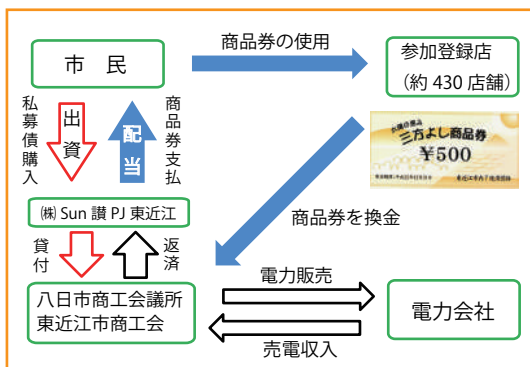 市 民
商品券の使用
参加登録店
（約 430 店舗）
私募債購入
出資
配当
商品券支払
三方よし商品券
¥500
㈱ Sun 讃 PJ 東近江
商品券を換金
貸付
返済
八日市商工会議所
東近江市商工会
電力販売
売電収入
電力会社